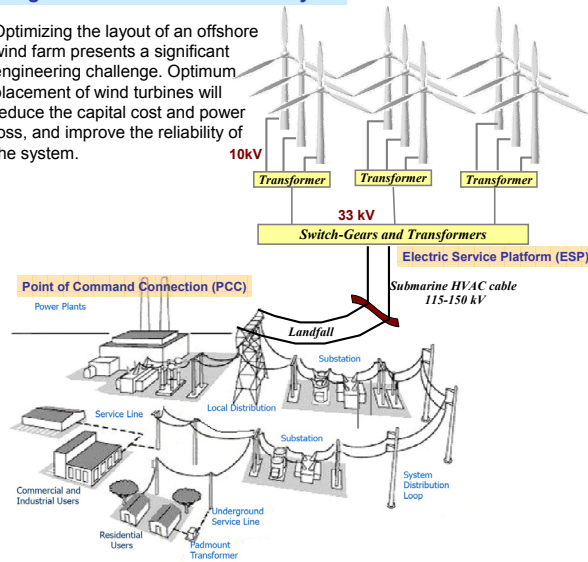 Optimizing the layout of an offshore
wind farm presents a significant
engineering challenge. Optimum
placement of wind turbines will
reduce the capital cost and power
loss, and improve the reliability of
the system.
10kV
Transformer
Transformer
Transformer
33 kV
Switch-Gears and Transformers
Electric Service Platform (ESP)
Point of Command Connection (PCC)
Submarine HVAC cable
115-150 kV
Power Plants
Landfall
Substation
Local Distribution
Service Line
Substation
System
Distribution
Loop
Commercial and
Industrial Users
Underground
Service Line
Residential
Users
Padmount
Transformer